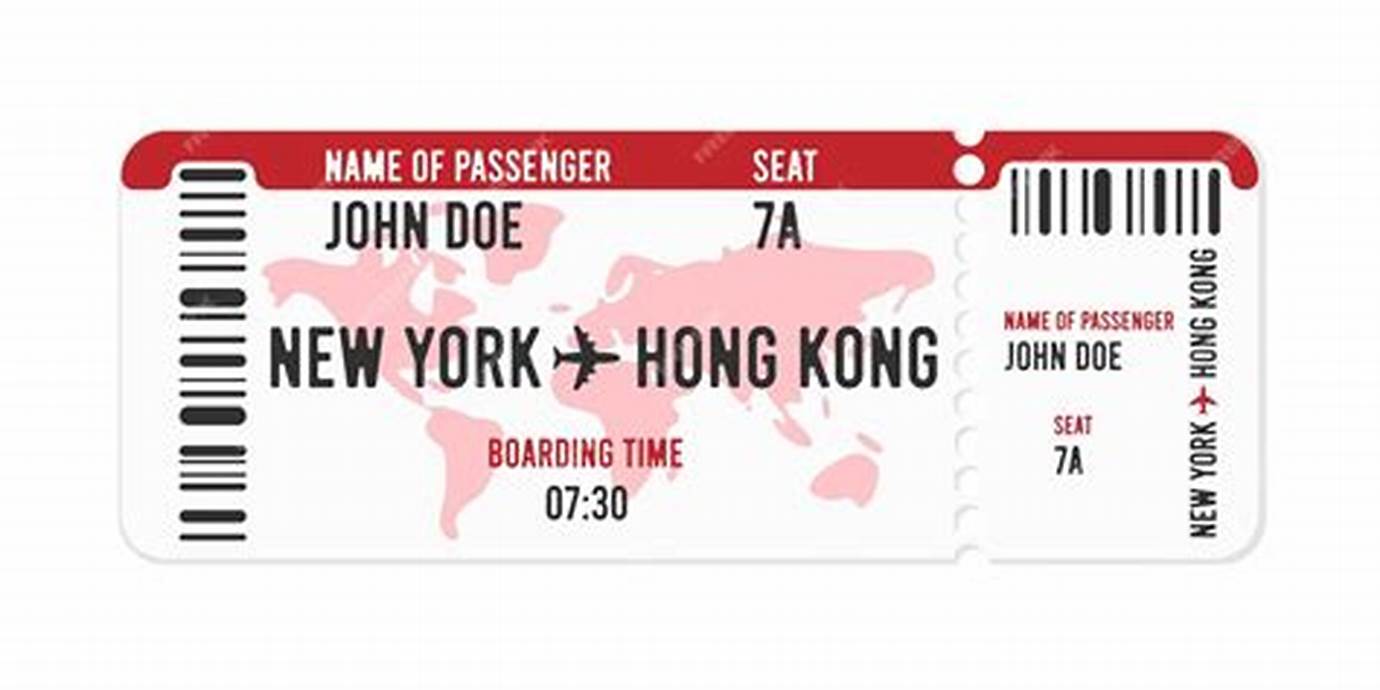 NAME OF PASSENGER SEAT
JOHN DOE 7A
NEW YORK HONG KONG
BOARDING TIME
07:30
NAME OF PASSENGER
JOHN DOE
SEAT
7A
NEW YORK HONG KONG